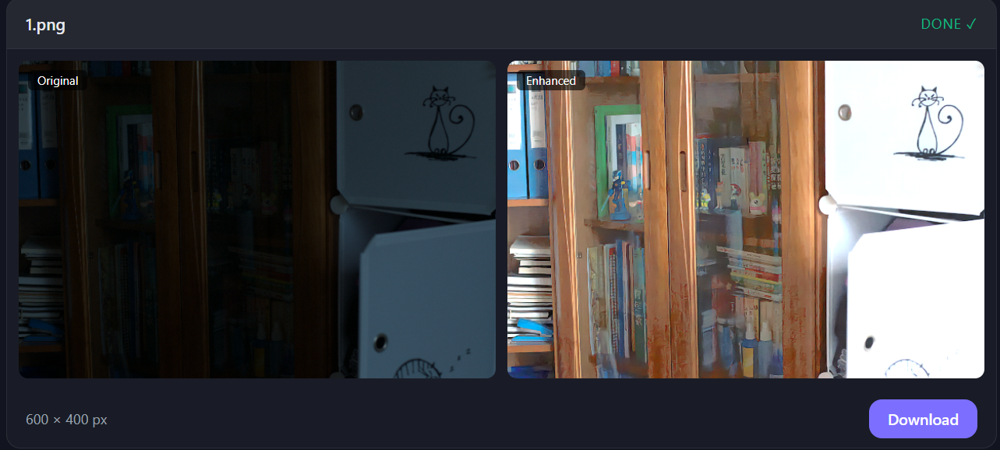 1.png
DONE ✓
Original
Enhanced
600 × 400 px
Download